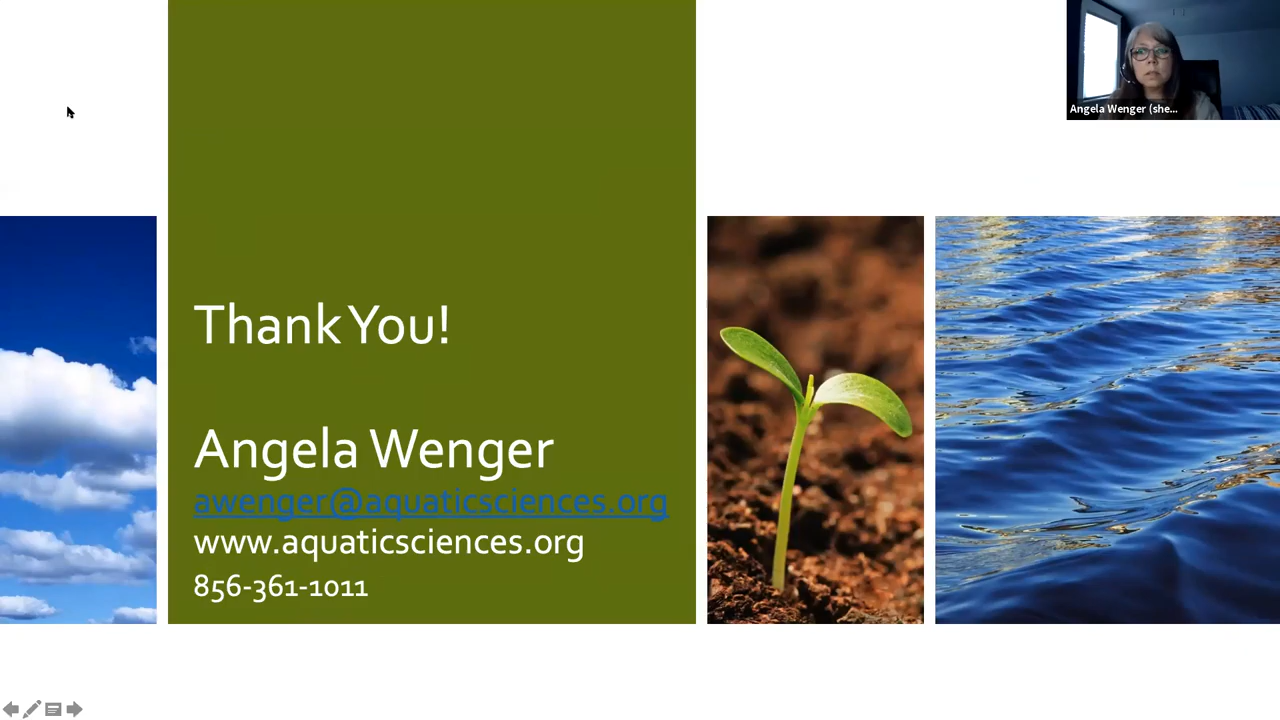 Angela Wenger (she...
Thank You!
Angela Wenger
awenger@aquaticsciences.org
www.aquaticsciences.org
856-361-1011